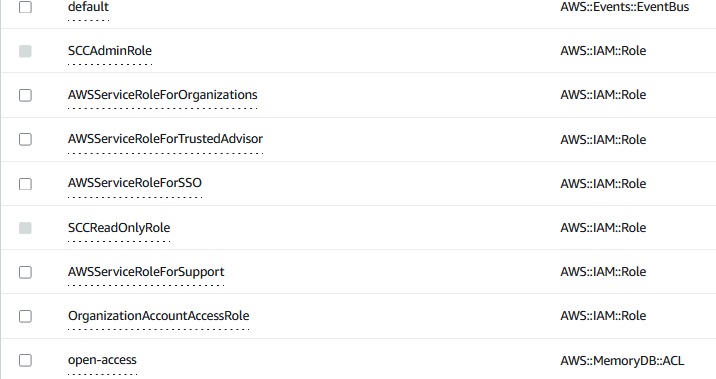 default AWS::Events::EventBus
SCCAdminRole AWS::IAM::Role
AWSServiceRoleForOrganizations AWS::IAM::Role
AWSServiceRoleForTrustedAdvisor AWS::IAM::Role
AWSServiceRoleForSSO AWS::IAM::Role
SCCReadOnlyRole AWS::IAM::Role
AWSServiceRoleForSupport AWS::IAM::Role
OrganizationAccountAccessRole AWS::IAM::Role
open-access AWS::MemoryDB::ACL